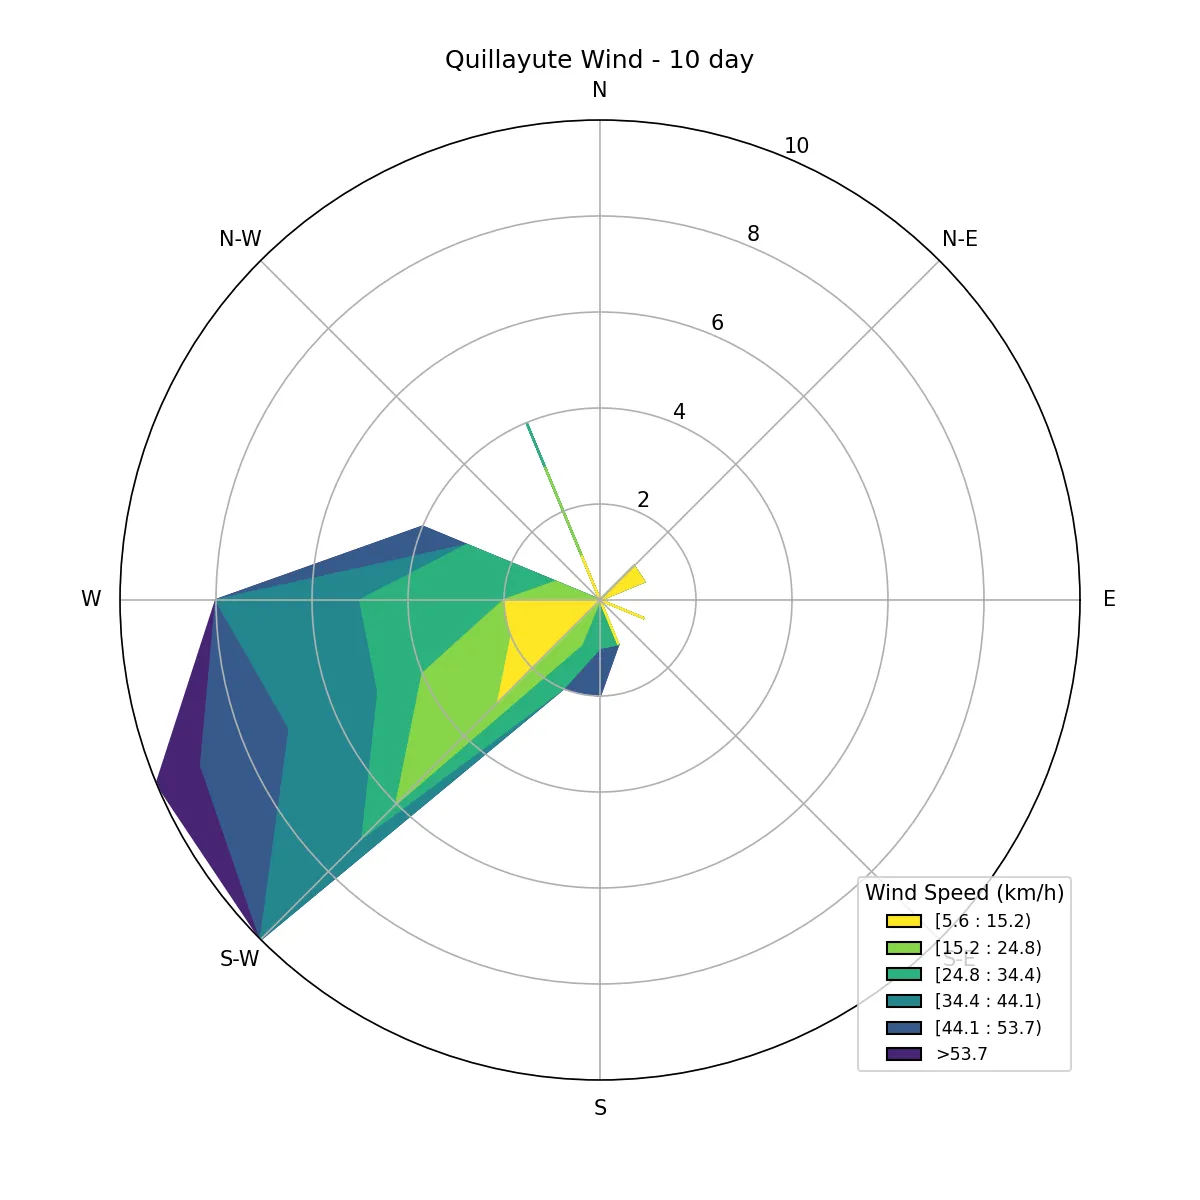 Quillayute Wind - 10 day
N
10
N-W
8
N-E
6
4
2
W
E
S-W
S-E
Wind Speed (km/h)
[5.6 : 15.2)
[15.2 : 24.8)
[24.8 : 34.4)
[34.4 : 44.1)
[44.1 : 53.7)
>53.7
S